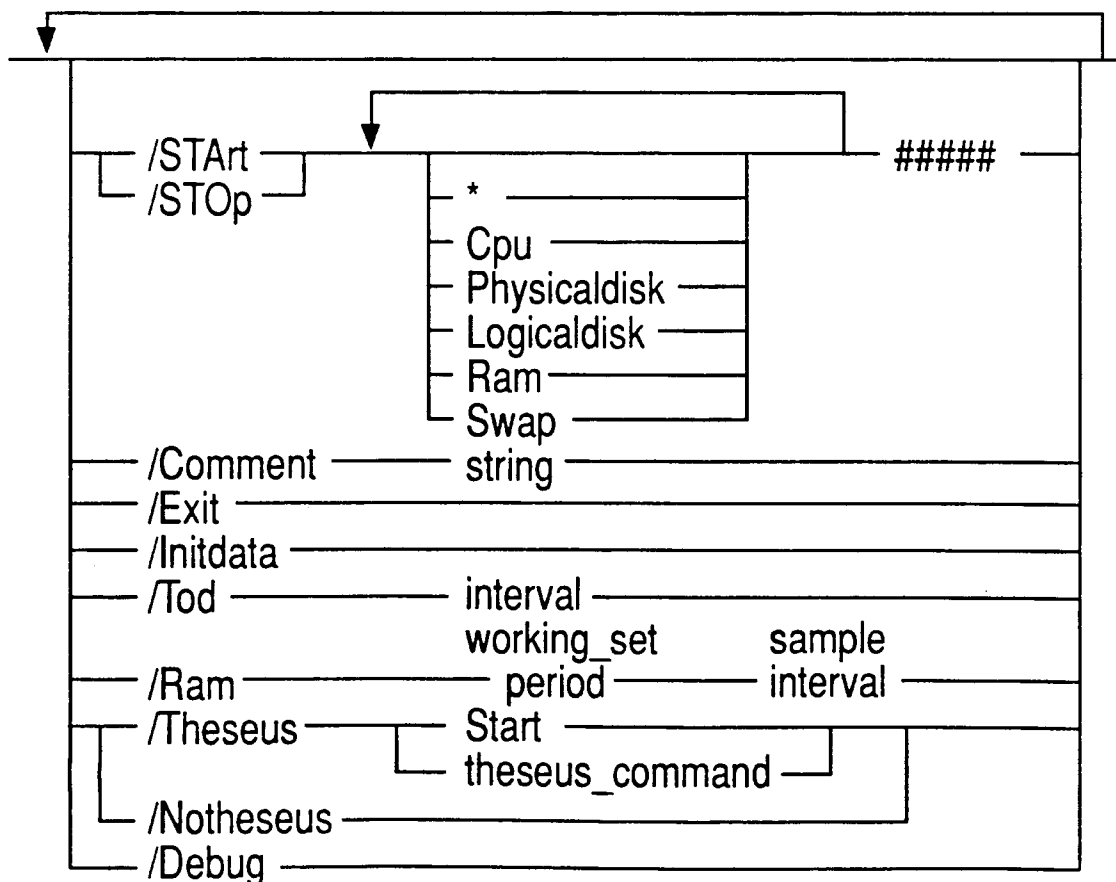 /STArt #####
/STOp
*
Cpu
Physicaldisk
Logicaldisk
Ram
Swap
/Comment string
/Exit
/Initdata
/Tod interval
working_set sample
/Ram period interval
/Theseus Start
theseus_command
/Notheseus
/Debug